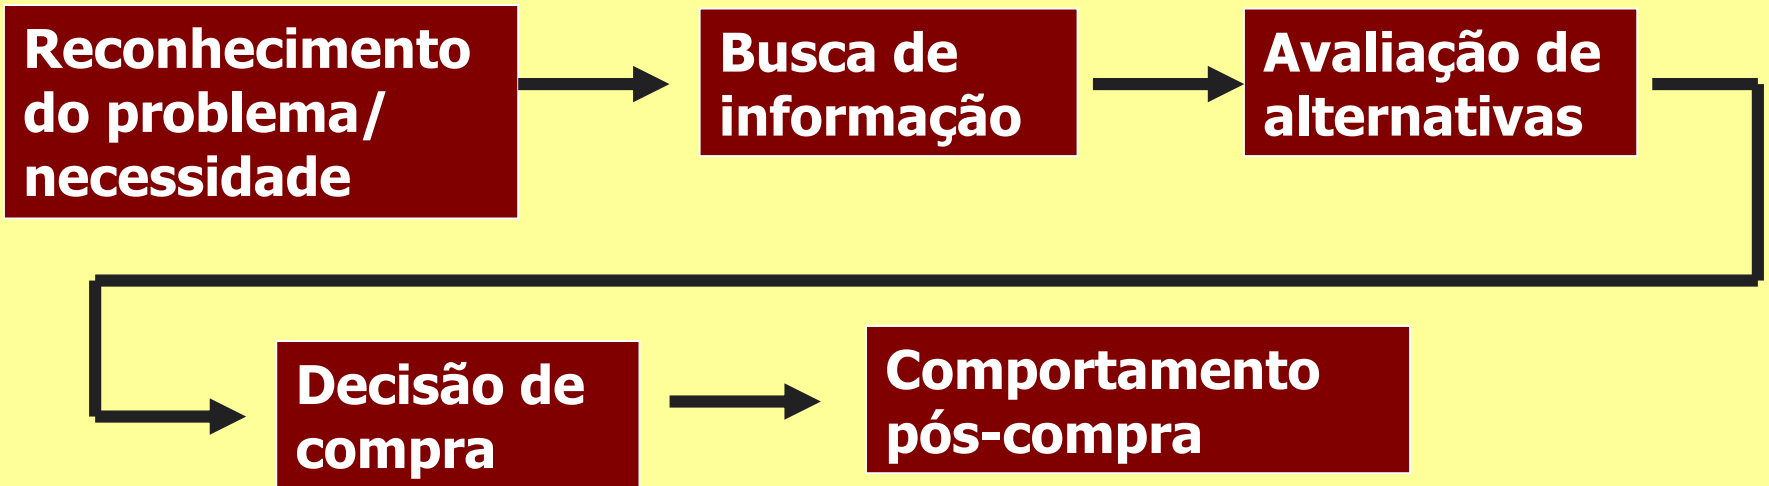 Reconhecimento
do problema/
necessidade
Busca de
informação
Avaliação de
alternativas
Decisão de
compra
Comportamento
pós-compra